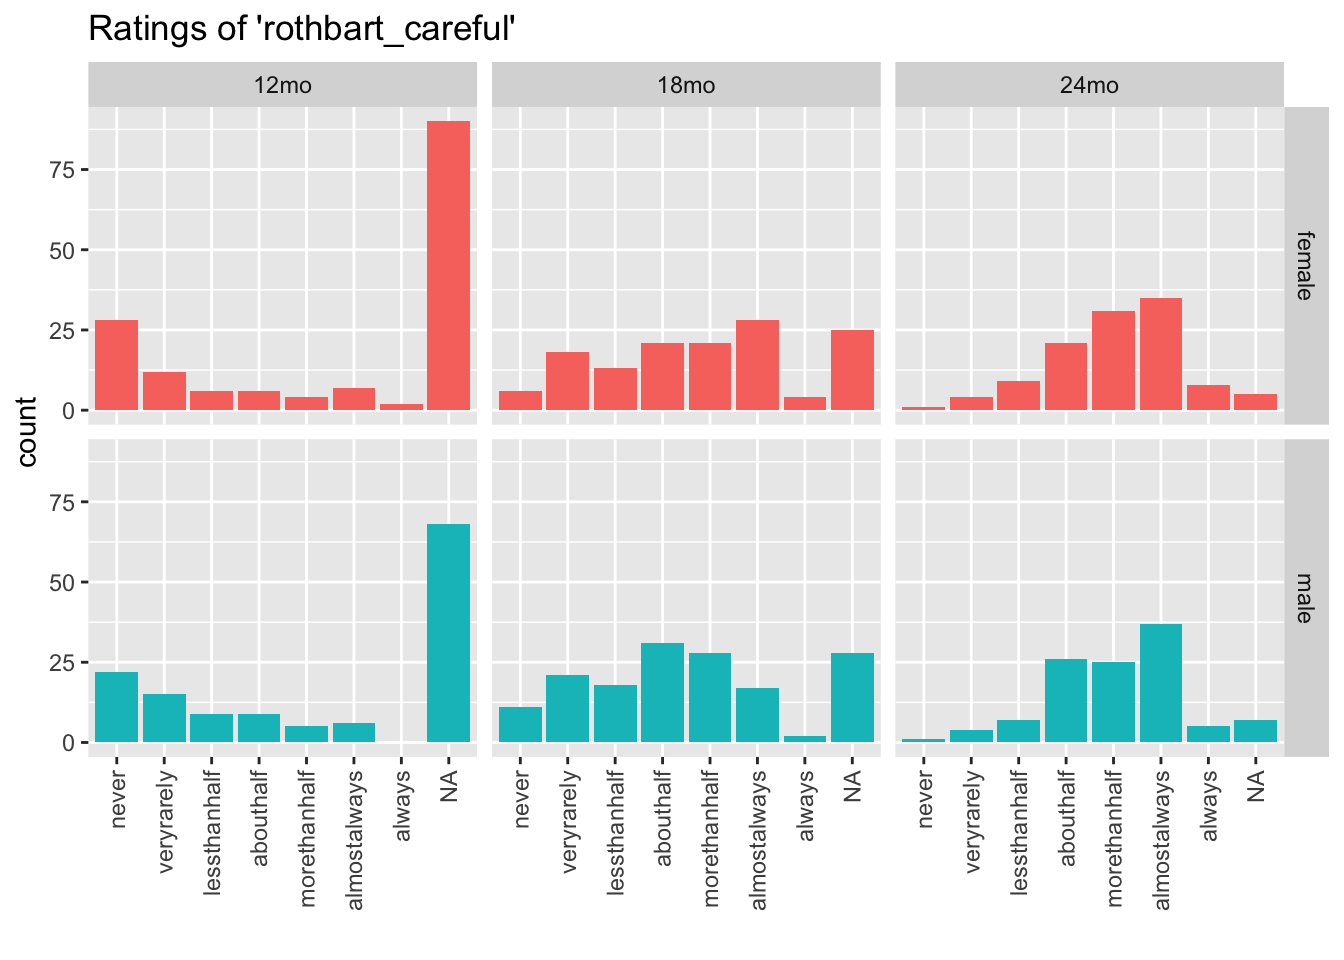 Ratings of 'rothbart_careful'
12mo 18mo 24mo
75
50
25
0
female
count
75
50
25
0
male
never veryrarely lessthanhalf abouthalf morethanhalf almostalways always NA never veryrarely lessthanhalf abouthalf morethanhalf almostalways always NA never veryrarely lessthanhalf abouthalf morethanhalf almostalways always NA